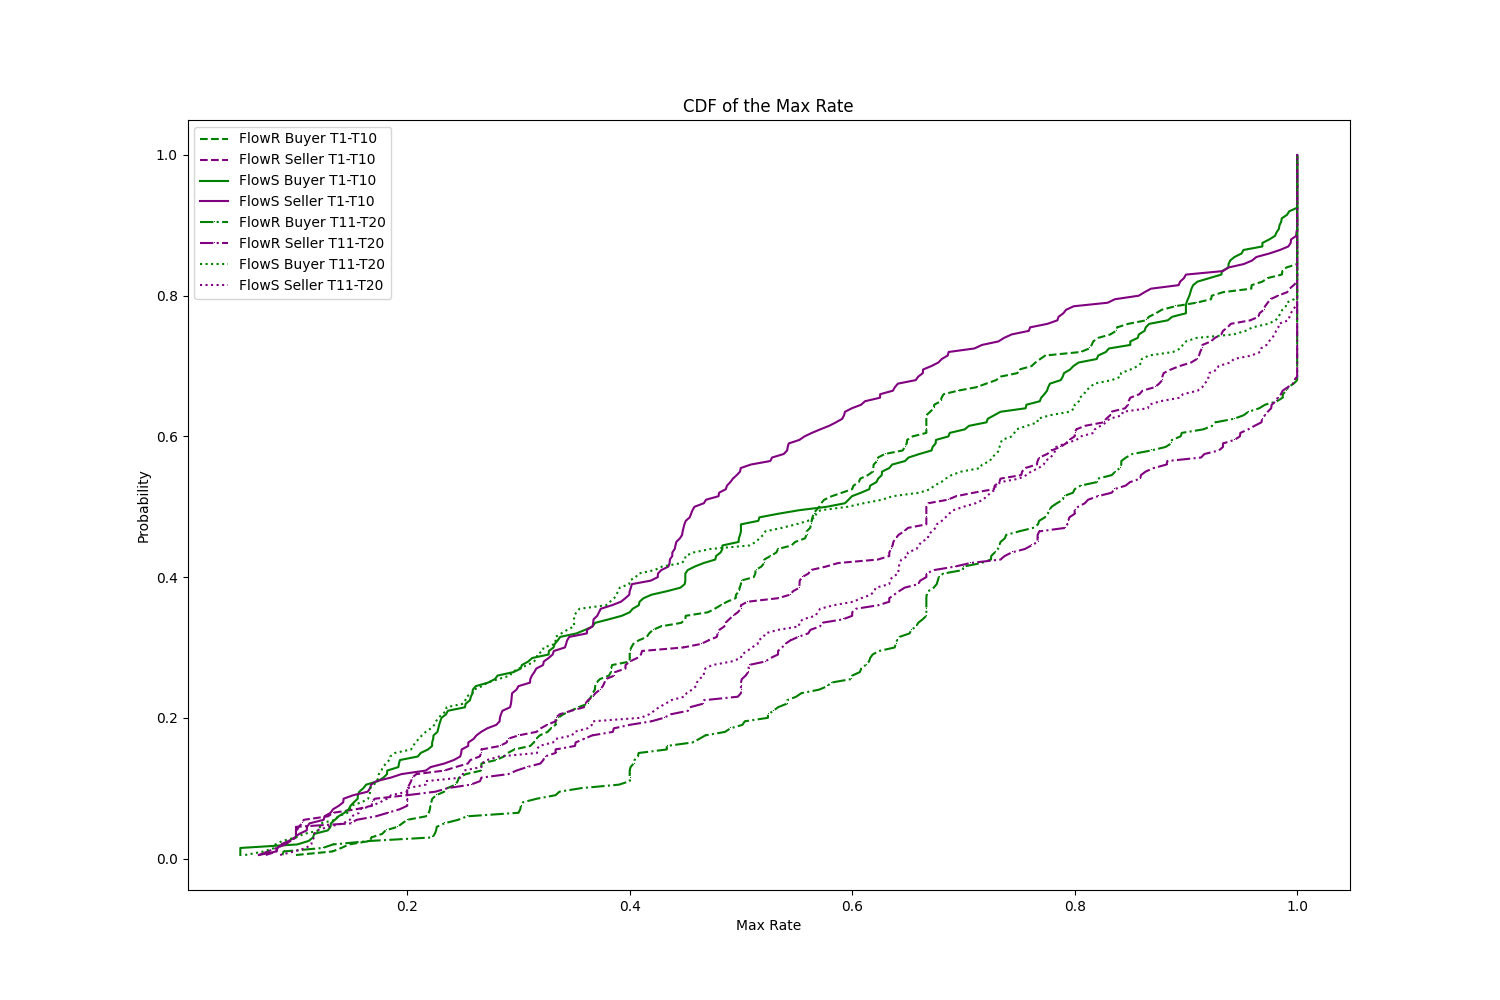 CDF of the Max Rate
FlowR Buyer T1-T10
FlowR Seller T1-T10
FlowS Buyer T1-T10
FlowS Seller T1-T10
FlowR Buyer T11-T20
FlowR Seller T11-T20
FlowS Buyer T11-T20
FlowS Seller T11-T20
1.0
0.8
0.6
0.4
0.2
0.0
Probability
0.2 0.4 0.6 0.8 1.0
Max Rate